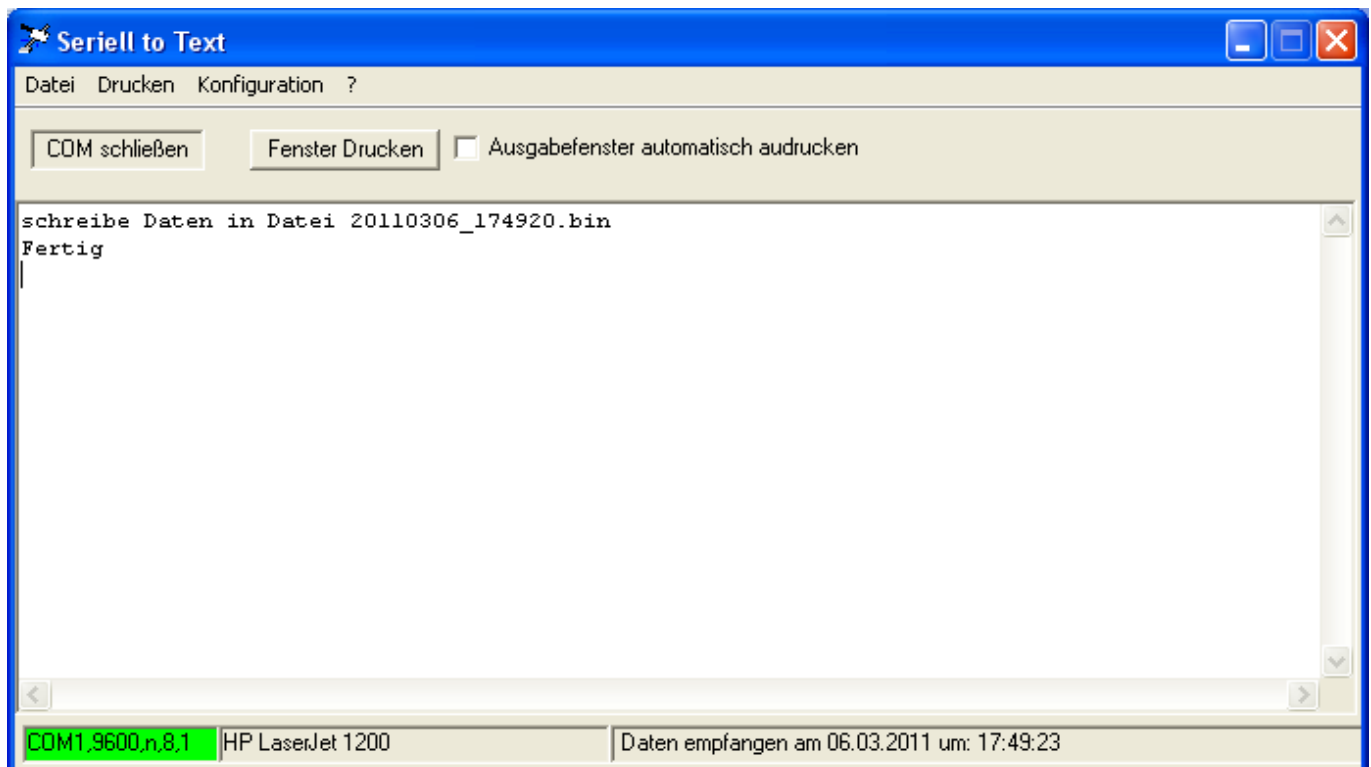 Seriell to Text
Datei Drucken Konfiguration ?
COM schließen Fenster Drucken Ausgabefenster automatisch audrucken
schreibe Daten in Datei 20110306_174920.bin
Fertig
COM1,9600,n,8,1 HP LaserJet 1200 Daten empfangen am 06.03.2011 um: 17:49:23